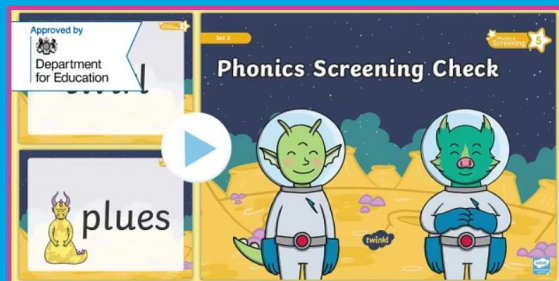 Approved by
Department
for Education
plues
Set 2
Phonics
Screening
5
Phonics Screening Check
twinkl